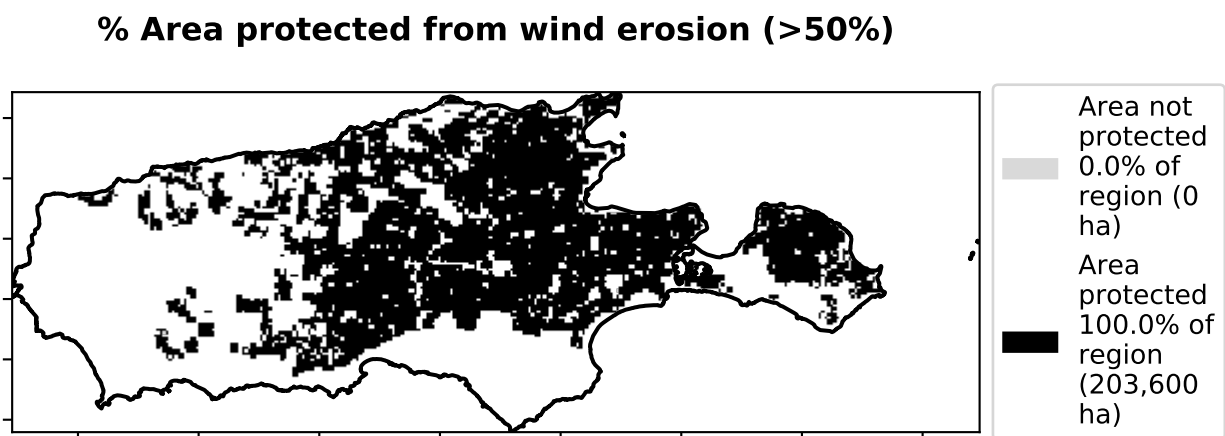 % Area protected from wind erosion (>50%)
Area not
protected
0.0% of
region (0
ha)
Area
protected
100.0% of
region
(203,600
ha)